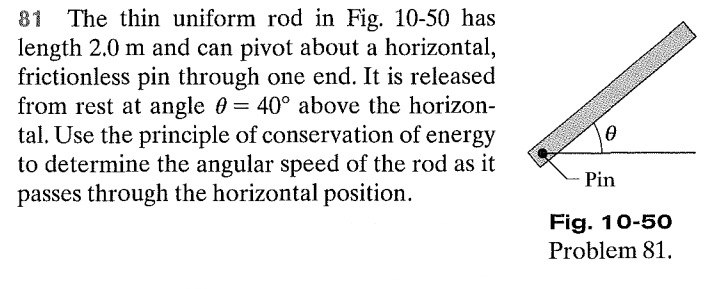 81 The thin uniform rod in Fig. 10-50 has
length 2.0 m and can pivot about a horizontal,
frictionless pin through one end. It is released
from rest at angle θ = 40° above the horizon-
tal. Use the principle of conservation of energy
to determine the angular speed of the rod as it
passes through the horizontal position.
θ
Pin
Fig. 10-50
Problem 81.